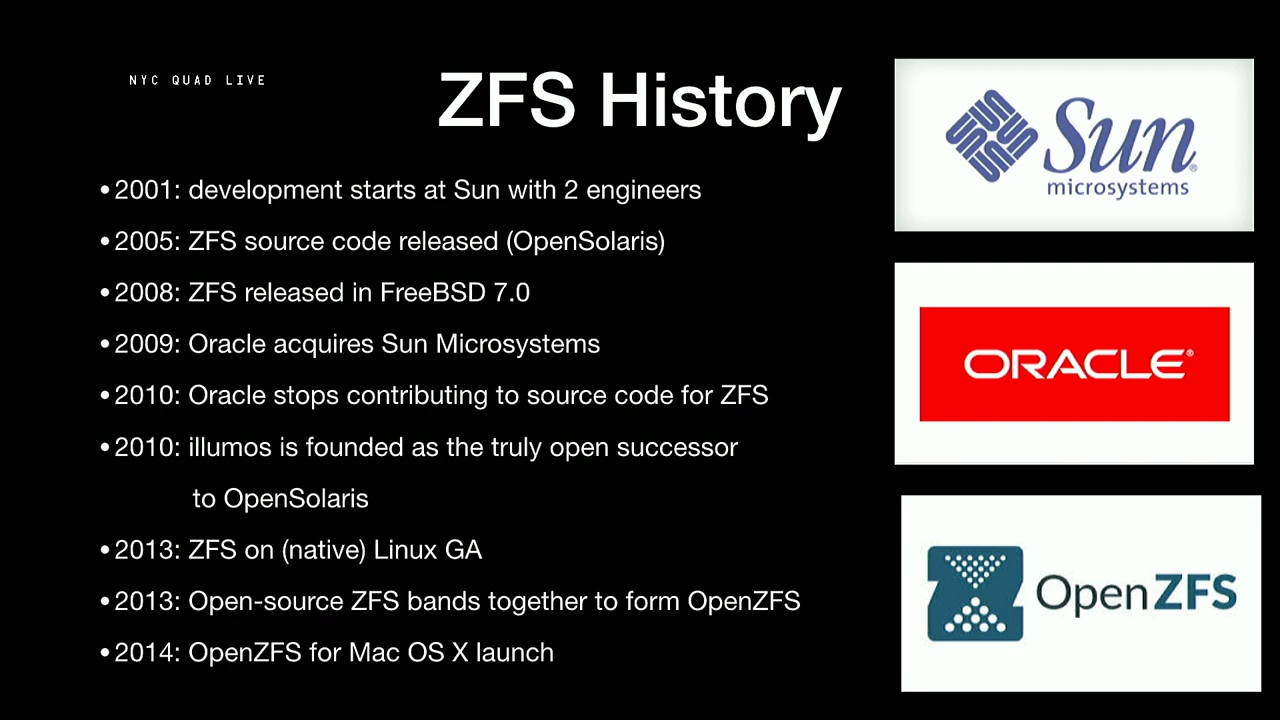 NYC QUAD LIVE
ZFS History
•2001: development starts at Sun with 2 engineers
•2005: ZFS source code released (OpenSolaris)
•2008: ZFS released in FreeBSD 7.0
•2009: Oracle acquires Sun Microsystems
•2010: Oracle stops contributing to source code for ZFS
•2010: illumos is founded as the truly open successor
to OpenSolaris
•2013: ZFS on (native) Linux GA
•2013: Open-source ZFS bands together to form OpenZFS
•2014: OpenZFS for Mac OS X launch
Sun®
microsystems
ORACLE®
OpenZFS